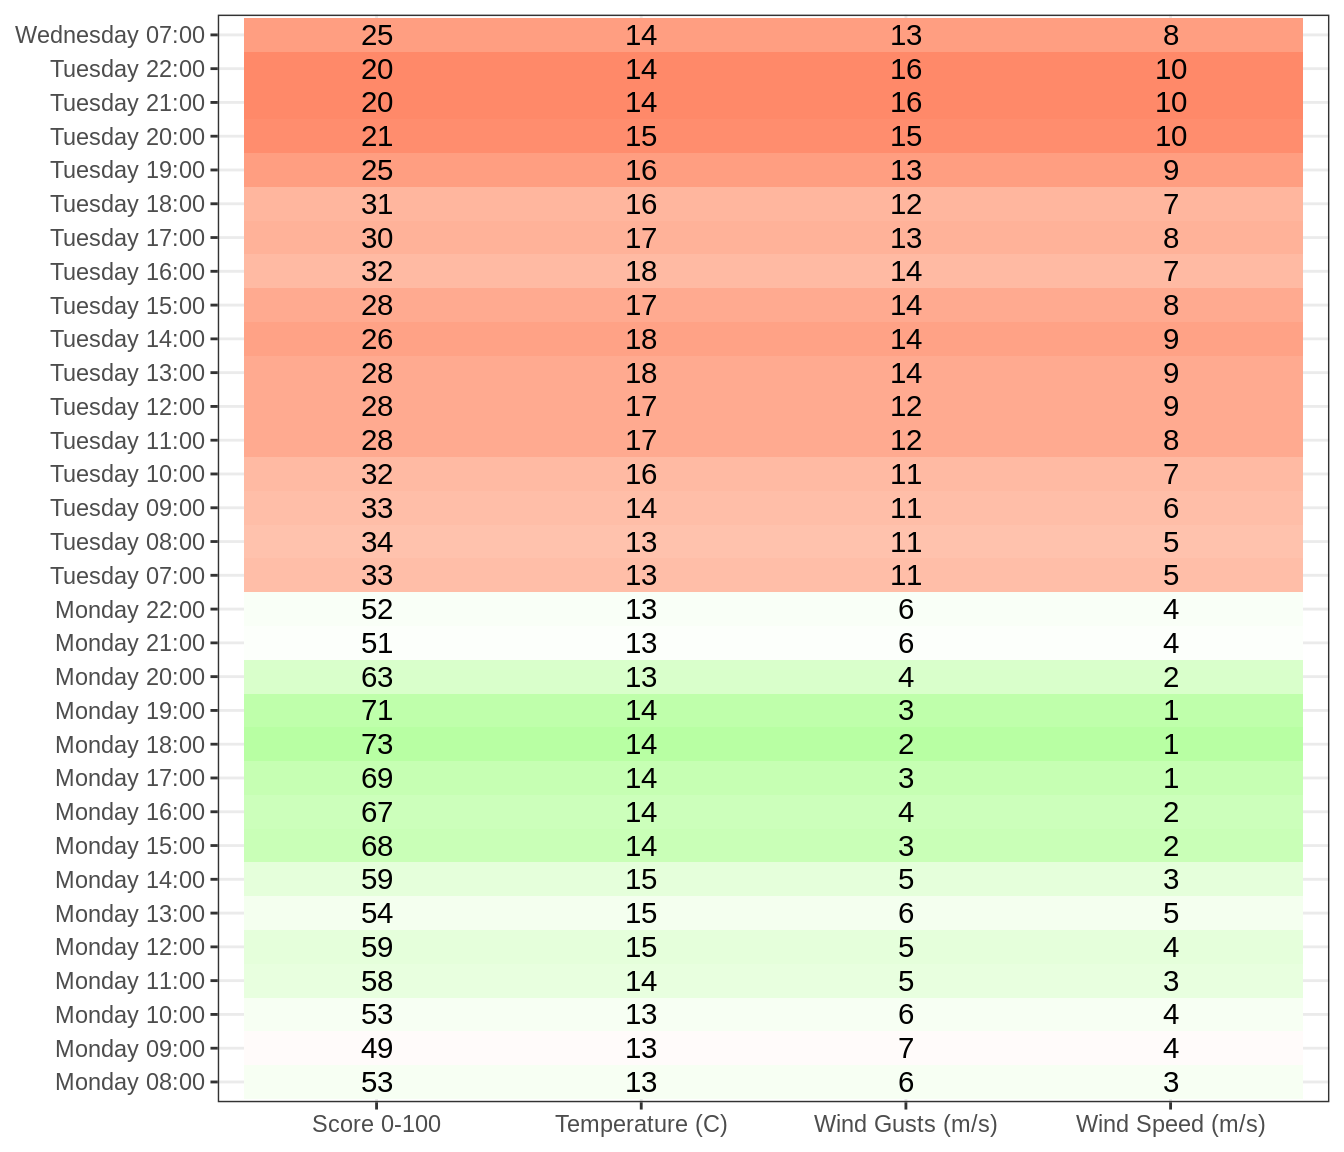 Wednesday 07:00 25 14 13 8
Tuesday 22:00 20 14 16 10
Tuesday 21:00 20 14 16 10
Tuesday 20:00 21 15 15 10
Tuesday 19:00 25 16 13 9
Tuesday 18:00 31 16 12 7
Tuesday 17:00 30 17 13 8
Tuesday 16:00 32 18 14 7
Tuesday 15:00 28 17 14 8
Tuesday 14:00 26 18 14 9
Tuesday 13:00 28 18 14 9
Tuesday 12:00 28 17 12 9
Tuesday 11:00 28 17 12 8
Tuesday 10:00 32 16 11 7
Tuesday 09:00 33 14 11 6
Tuesday 08:00 34 13 11 5
Tuesday 07:00 33 13 11 5
Monday 22:00 52 13 6 4
Monday 21:00 51 13 6 4
Monday 20:00 63 13 4 2
Monday 19:00 71 14 3 1
Monday 18:00 73 14 2 1
Monday 17:00 69 14 3 1
Monday 16:00 67 14 4 2
Monday 15:00 68 14 3 2
Monday 14:00 59 15 5 3
Monday 13:00 54 15 6 5
Monday 12:00 59 15 5 4
Monday 11:00 58 14 5 3
Monday 10:00 53 13 6 4
Monday 09:00 49 13 7 4
Monday 08:00 53 13 6 3
Score 0-100 Temperature (C) Wind Gusts (m/s) Wind Speed (m/s)